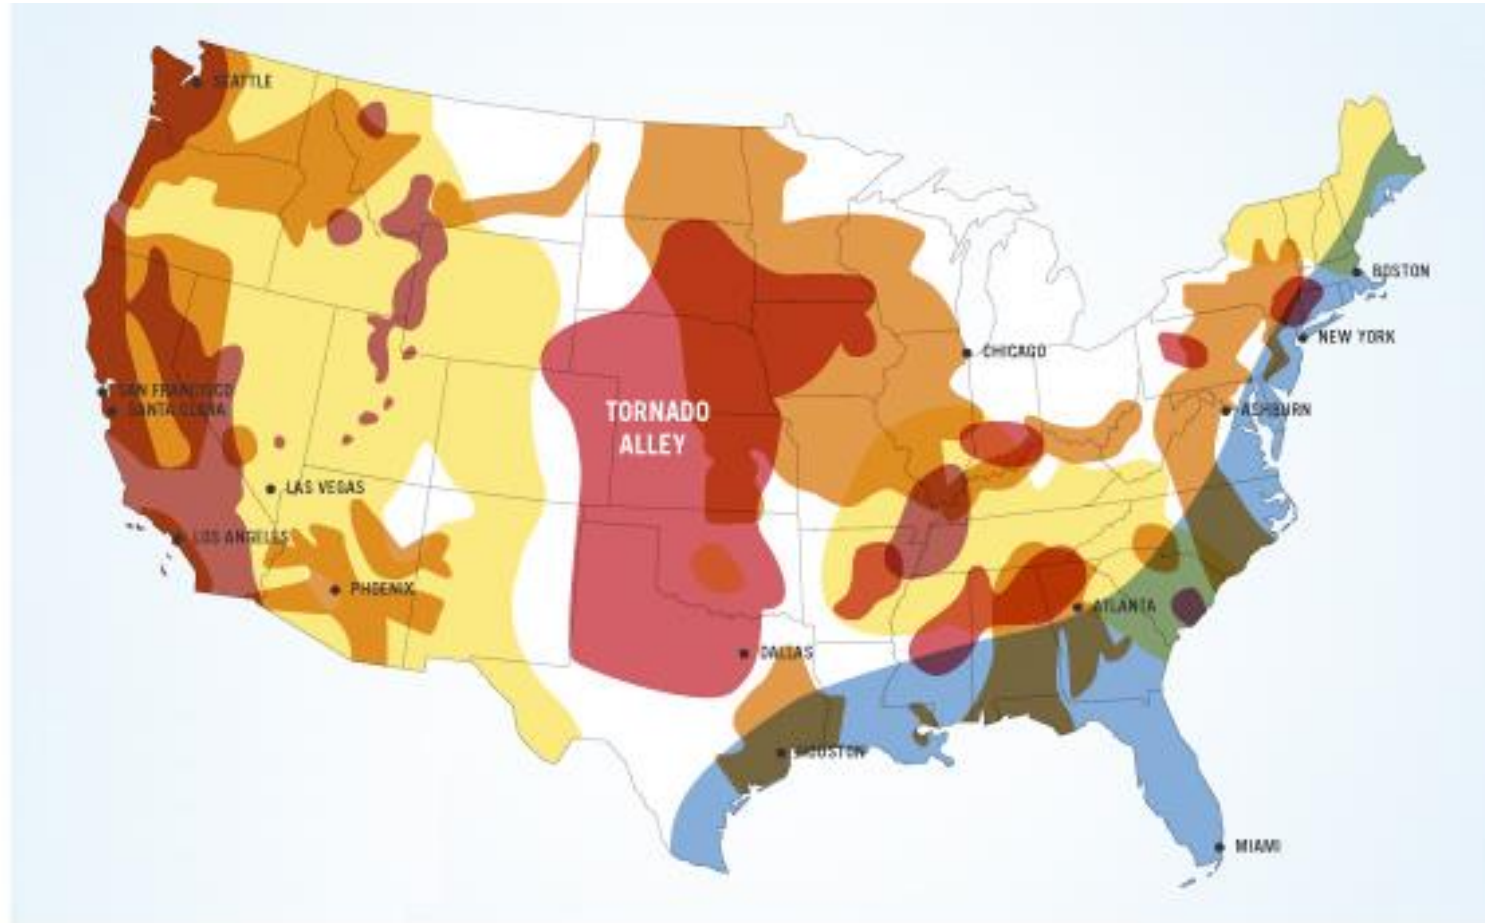 SEATTLE
BOSTON
NEW YORK
CHICAGO
SAN FRANCISCO
SANTA CLARA
TORNADO
ALLEY
ASHBURN
LAS VEGAS
LOS ANGELES
PHOENIX
ATLANTA
DALLAS
HOUSTON
MIAMI